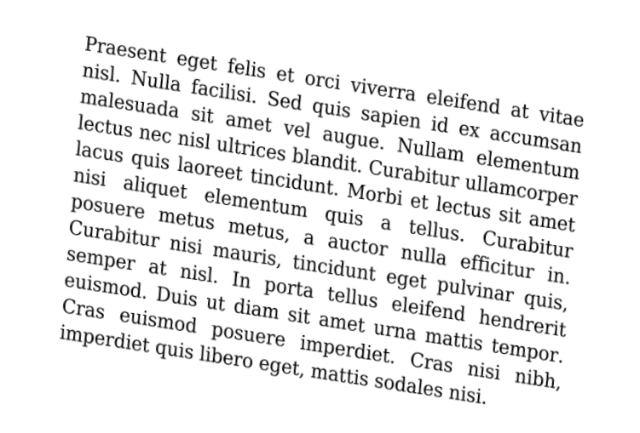 Praesent eget felis et orci viverra eleifend at vitae
nisl. Nulla facilisi. Sed quis sapien id ex accumsan
malesuada sit amet vel augue. Nullam elementum
lectus nec nisl ultrices blandit. Curabitur ullamcorper
lacus quis laoreet tincidunt. Morbi et lectus sit amet
nisi aliquet elementum quis a tellus. Curabitur
posuere metus metus, a auctor nulla efficitur in.
Curabitur nisi mauris, tincidunt eget pulvinar quis,
semper at nisl. In porta tellus eleifend hendrerit
euismod. Duis ut diam sit amet urna mattis tempor.
Cras euismod posuere imperdiet. Cras nisi nibh,
imperdiet quis libero eget, mattis sodales nisi.